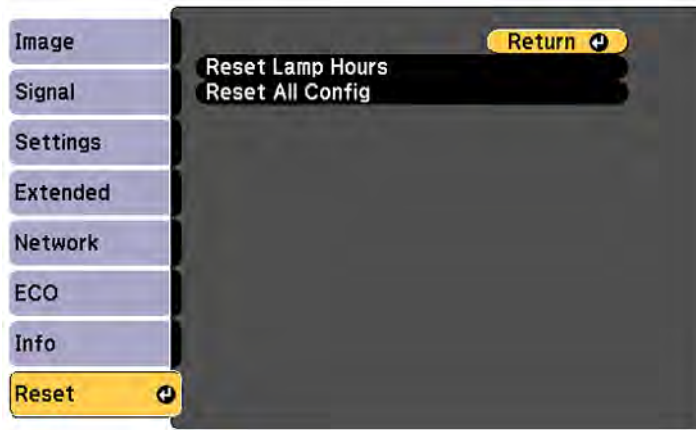 Image
Signal
Settings
Extended
Network
ECO
Info
Reset
Return
Reset Lamp Hours
Reset All Config